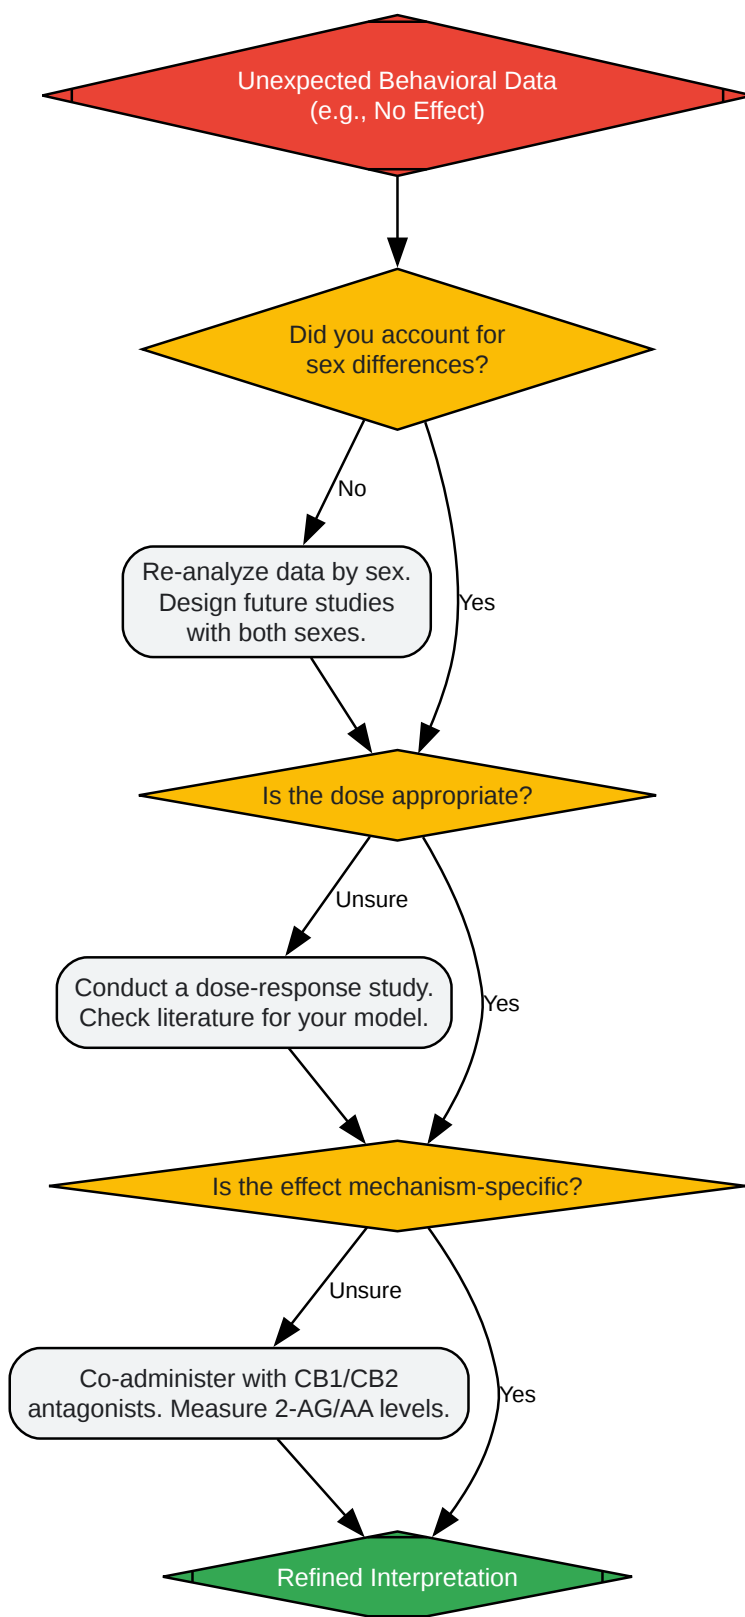 Unexpected Behavioral Data
(e.g., No Effect)
Did you account for
sex differences?
No
Re-analyze data by sex.
Design future studies
with both sexes.
Yes
Is the dose appropriate?
Unsure
Conduct a dose-response study.
Check literature for your model.
Yes
Is the effect mechanism-specific?
Unsure
Co-administer with CB1/CB2
antagonists. Measure 2-AG/AA levels.
Yes
Refined Interpretation